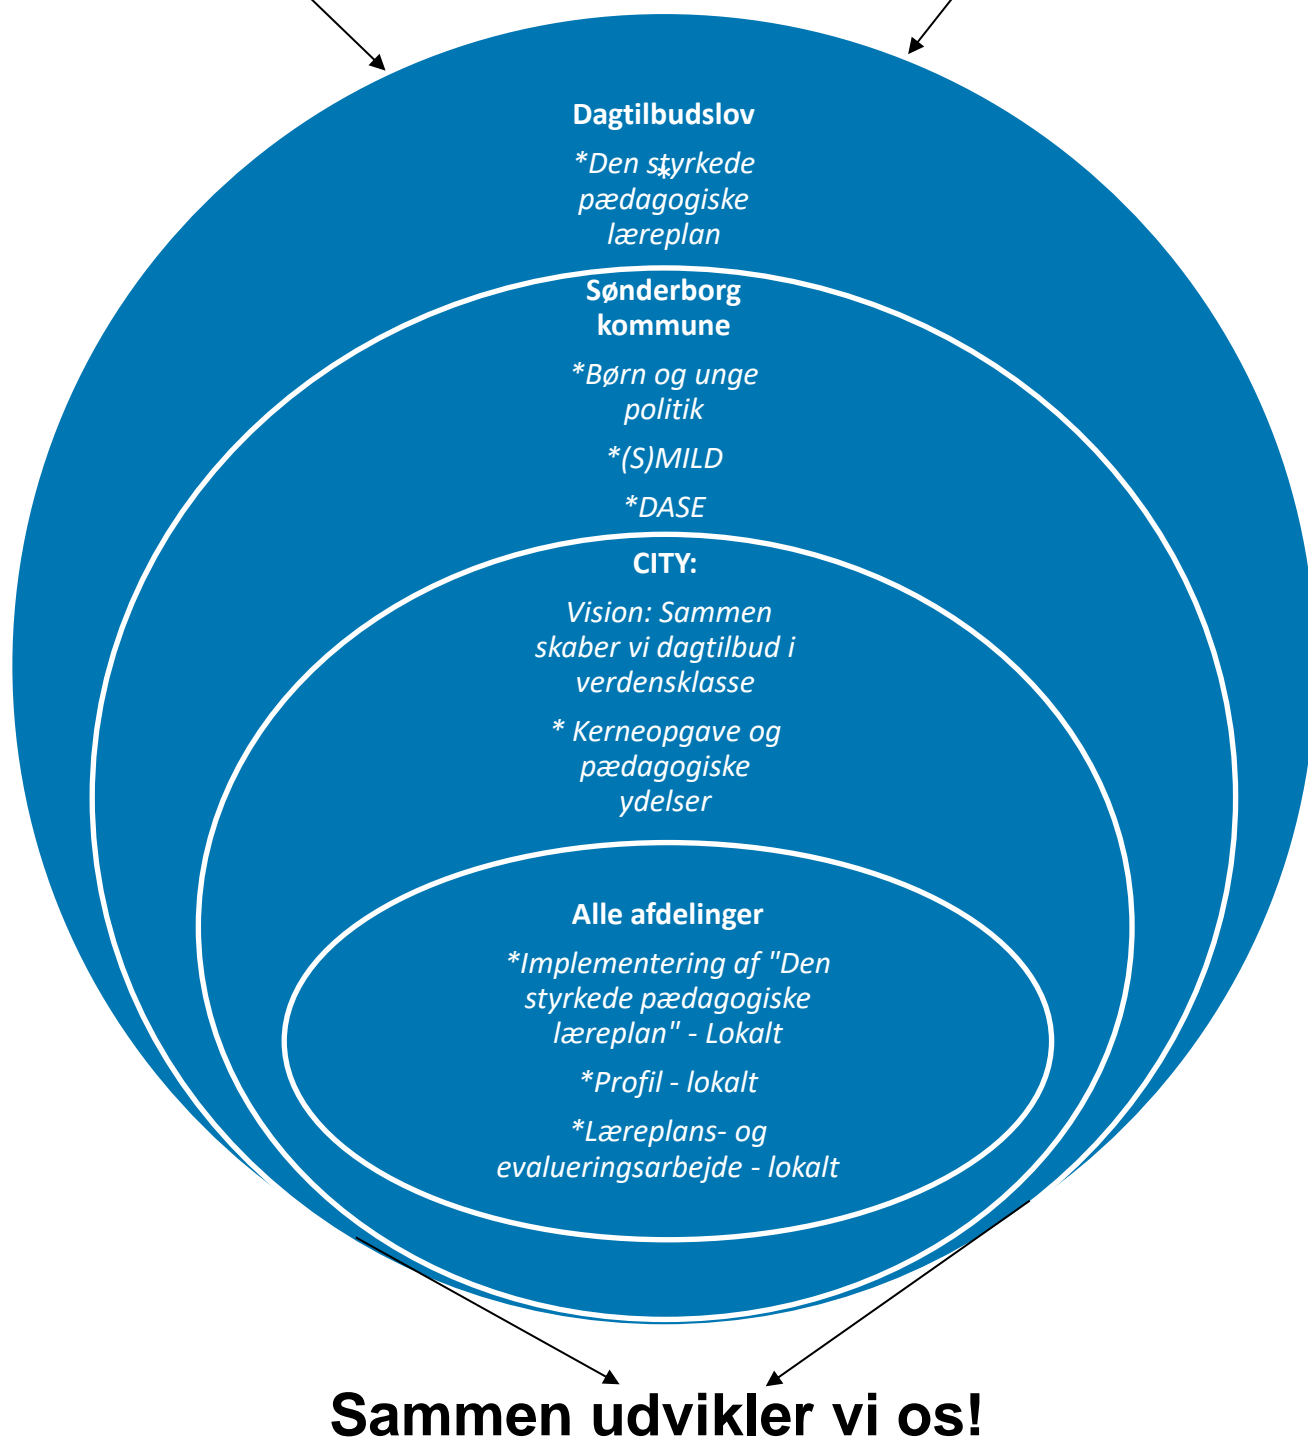 Dagtilbudslov
*Den styrkede
*
pædagogiske
læreplan
Sønderborg
kommune
*Børn og unge
politik
*(S)MILD
*DASE
CITY:
Vision: Sammen
skaber vi dagtilbud i
verdensklasse
* Kerneopgave og
pædagogiske
ydelser
Alle afdelinger
*Implementering af "Den
styrkede pædagogiske
læreplan" - Lokalt
*Profil - lokalt
*Læreplans- og
evalueringsarbejde - lokalt
Sammen udvikler vi os!